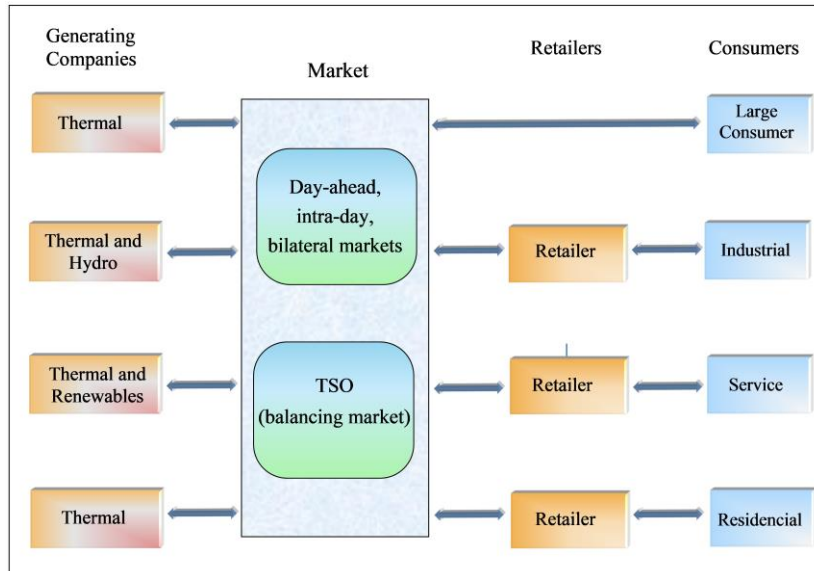 Generating
Companies
Market
Retailers
Consumers
Thermal
Large
Consumer
Day-ahead,
intra-day,
bilateral markets
Thermal and
Hydro
Retailer
Industrial
Thermal and
Renewables
TSO
(balancing market)
Retailer
Service
Thermal
Retailer
Residencial